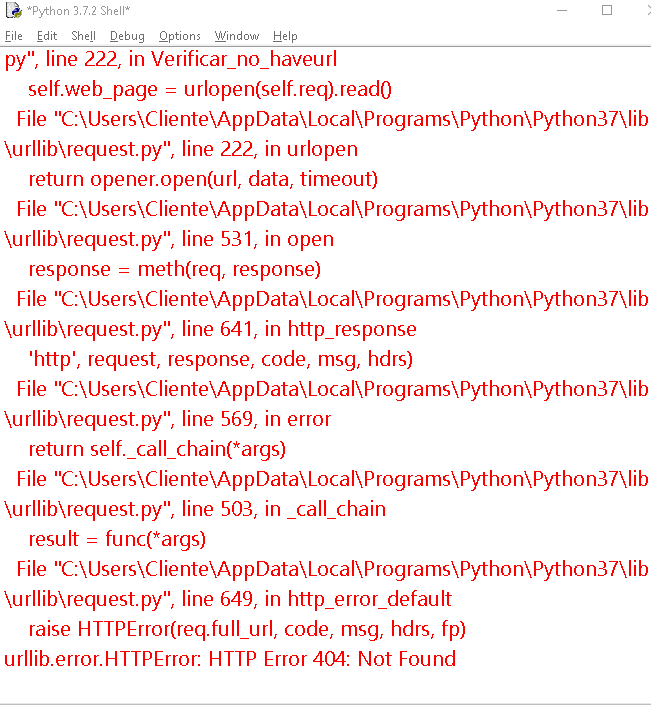 *Python 3.7.2 Shell*
File Edit Shell Debug Options Window Help
py", line 222, in Verificar_no_haveurl
    self.web_page = urlopen(self.req).read()
  File "C:\Users\Cliente\AppData\Local\Programs\Python\Python37\lib
\urllib\request.py", line 222, in urlopen
    return opener.open(url, data, timeout)
  File "C:\Users\Cliente\AppData\Local\Programs\Python\Python37\lib
\urllib\request.py", line 531, in open
    response = meth(req, response)
  File "C:\Users\Cliente\AppData\Local\Programs\Python\Python37\lib
\urllib\request.py", line 641, in http_response
    'http', request, response, code, msg, hdrs)
  File "C:\Users\Cliente\AppData\Local\Programs\Python\Python37\lib
\urllib\request.py", line 569, in error
    return self._call_chain(*args)
  File "C:\Users\Cliente\AppData\Local\Programs\Python\Python37\lib
\urllib\request.py", line 503, in _call_chain
    result = func(*args)
  File "C:\Users\Cliente\AppData\Local\Programs\Python\Python37\lib
\urllib\request.py", line 649, in http_error_default
    raise HTTPError(req.full_url, code, msg, hdrs, fp)
urllib.error.HTTPError: HTTP Error 404: Not Found